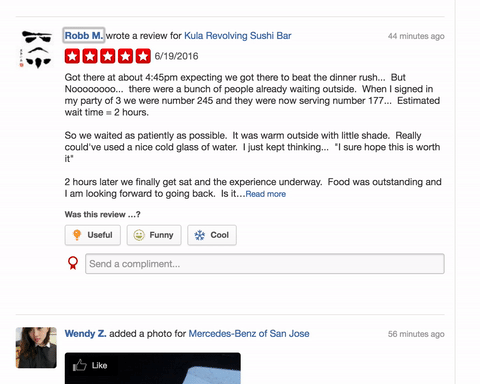 Robb M. wrote a review for Kula Revolving Sushi Bar
44 minutes ago
6/19/2016
Got there at about 4:45pm expecting we got there to beat the dinner rush... But
Noooooooo... there were a bunch of people already waiting outside. When I signed in
my party of 3 we were number 245 and they were now serving number 177... Estimated
wait time = 2 hours.
So we waited as patiently as possible. It was warm outside with little shade. Really
could've used a nice cold glass of water. I just kept thinking... "I sure hope this is worth
it"
2 hours later we finally get sat and the experience underway. Food was outstanding and
I am looking forward to going back. Is it...Read more
Was this review ...?
Useful
Funny
Cool
Send a compliment...
Wendy Z. added a photo for Mercedes-Benz of San Jose
56 minutes ago
Like